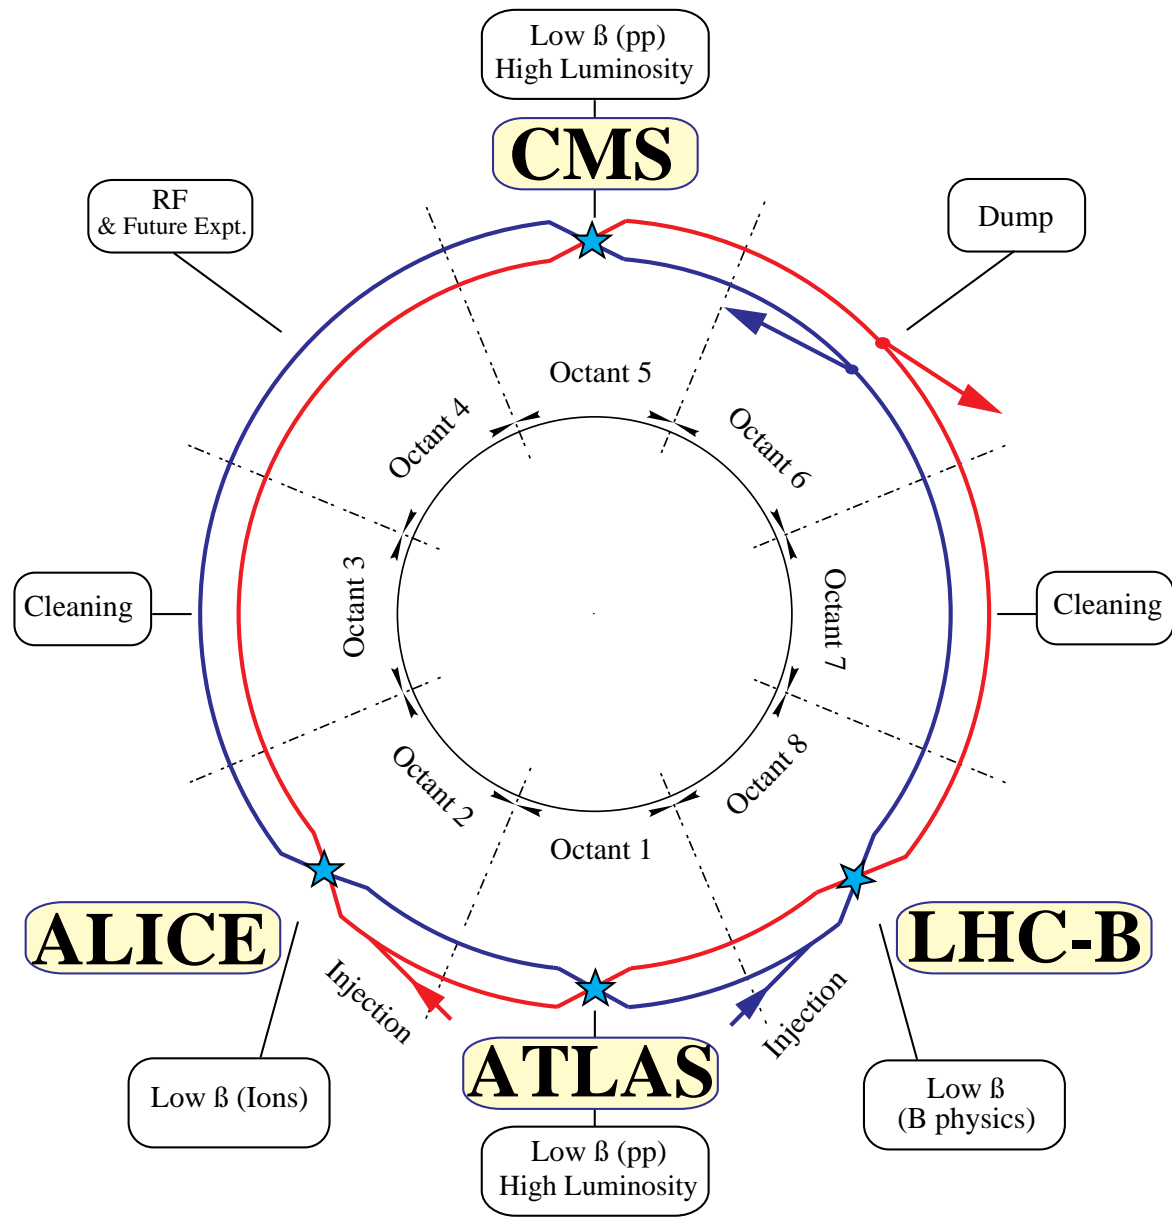 Low ß (pp)
High Luminosity
CMS
RF
& Future Expt.
Dump
Octant 5
Octant 4
Octant 6
Cleaning
Octant 3
Octant 7
Cleaning
Octant 2
Octant 8
Octant 1
ALICE
LHC-B
Injection
Injection
ATLAS
Low ß (Ions)
Low ß
(B physics)
Low ß (pp)
High Luminosity